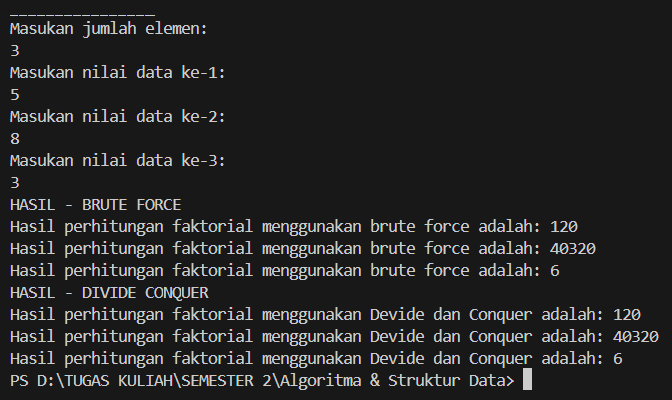 ________________
Masukan jumlah elemen:
3
Masukan nilai data ke-1:
5
Masukan nilai data ke-2:
8
Masukan nilai data ke-3:
3
HASIL - BRUTE FORCE
Hasil perhitungan faktorial menggunakan brute force adalah: 120
Hasil perhitungan faktorial menggunakan brute force adalah: 40320
Hasil perhitungan faktorial menggunakan brute force adalah: 6
HASIL - DIVIDE CONQUER
Hasil perhitungan faktorial menggunakan Devide dan Conquer adalah: 120
Hasil perhitungan faktorial menggunakan Devide dan Conquer adalah: 40320
Hasil perhitungan faktorial menggunakan Devide dan Conquer adalah: 6
PS D:\TUGAS KULIAH\SEMESTER 2\Algoritma & Struktur Data>